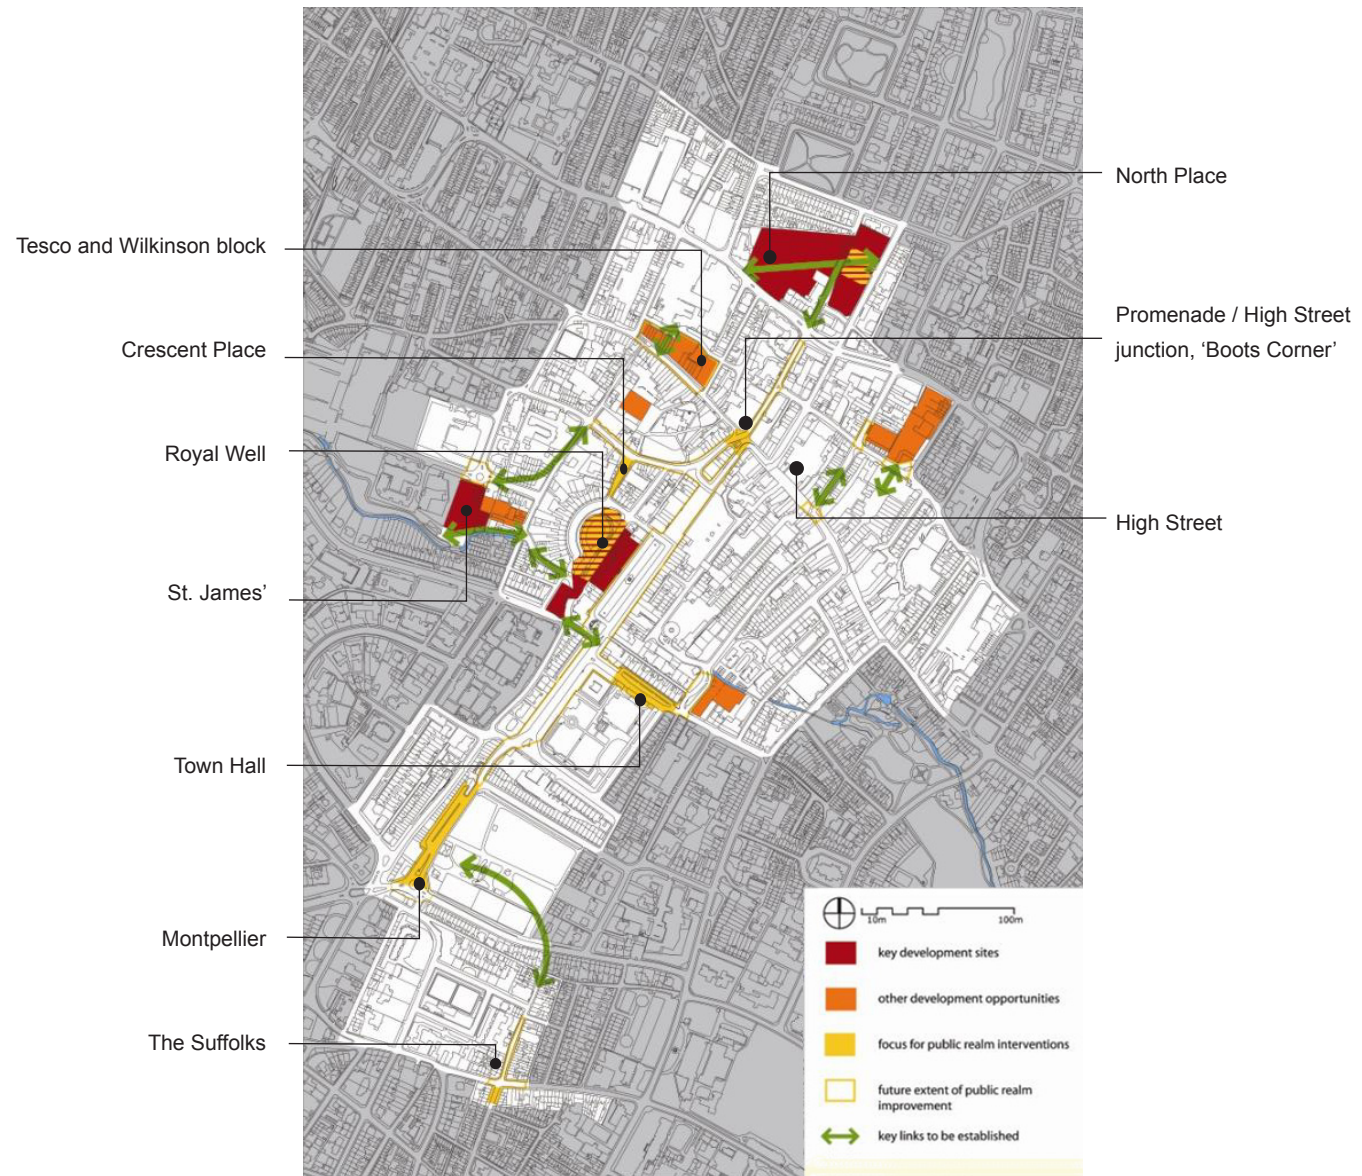 North Place
Tesco and Wilkinson block
Promenade / High Street
junction, ‘Boots Corner’
Crescent Place
Royal Well
High Street
St. James’
Town Hall
Montpellier
The Suffolks
10m 100m
key development sites
other development opportunities
focus for public realm interventions
future extent of public realm
improvement
key links to be established